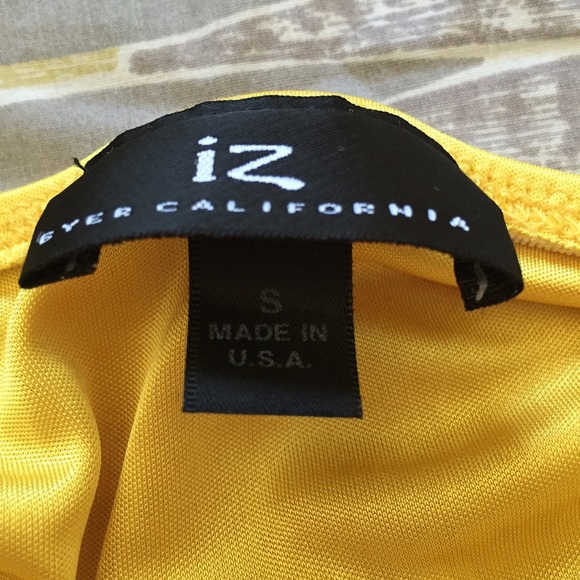 iz
BYER CALIFORNIA
S
MADE IN
U.S.A.